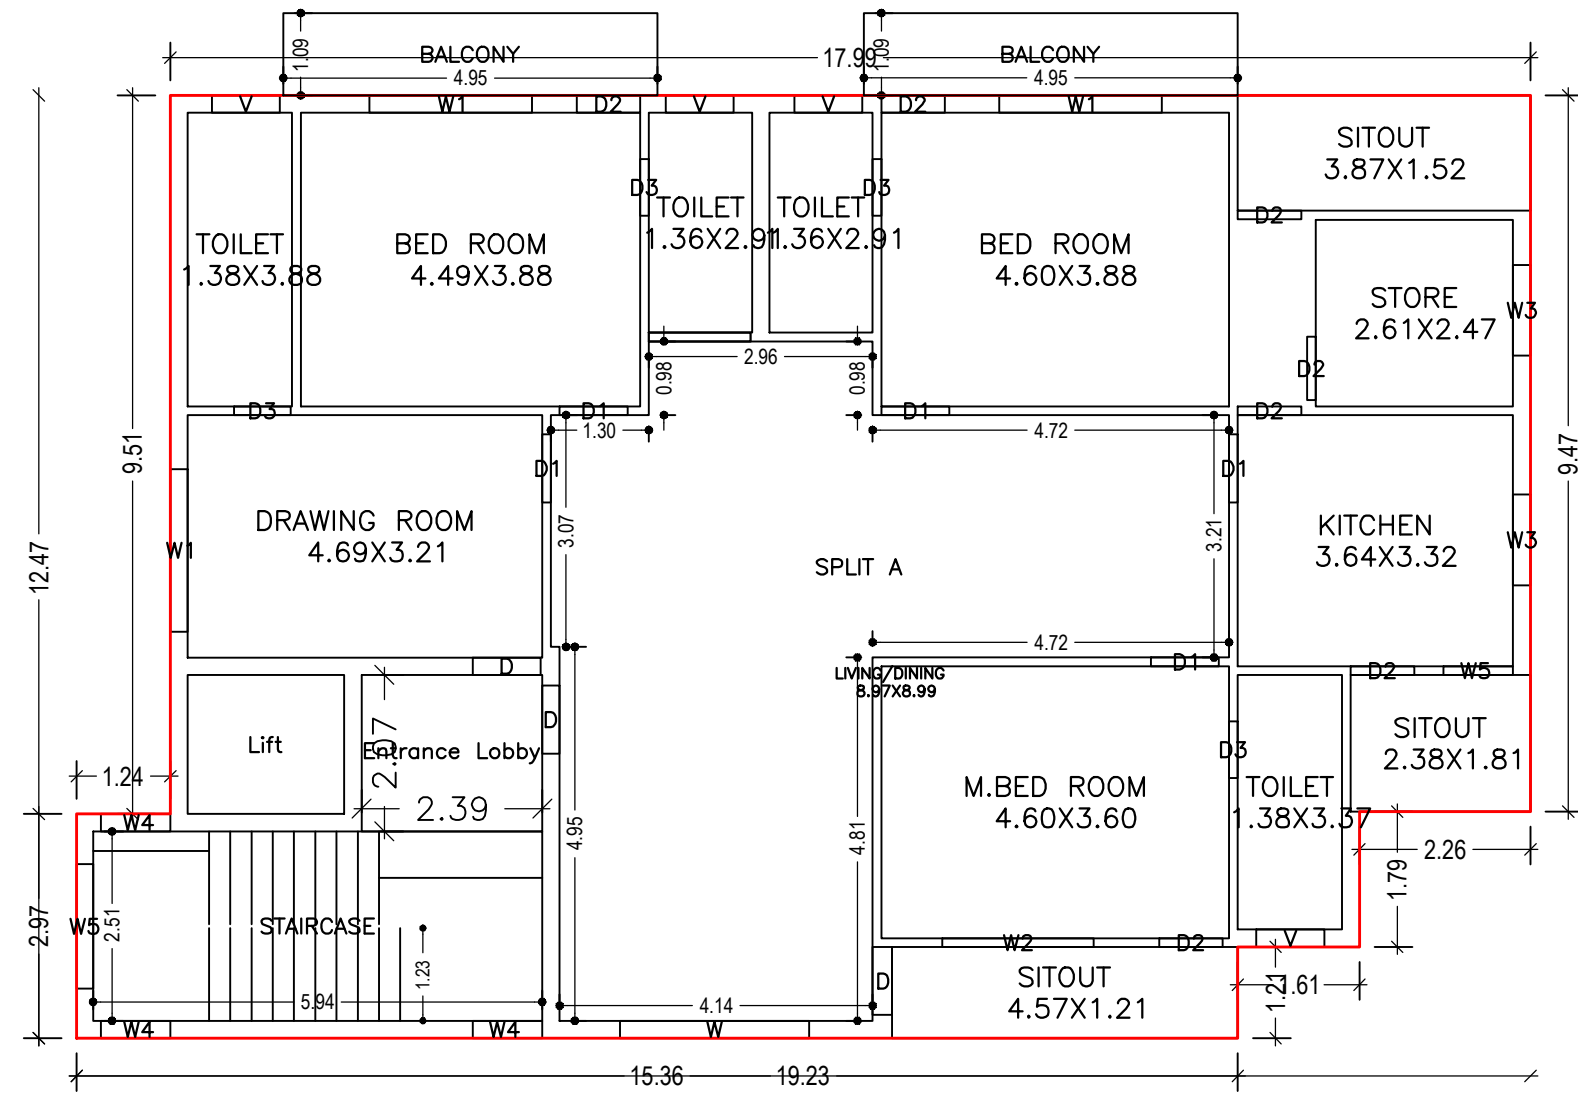 BALCONY
1.09
4.95
17.99
BALCONY
1.09
4.95
V
W1
D2
V
V
D2
W1
SITOUT
3.87X1.52
D3
D3
TOILET
1.36X2.91
TOILET
1.36X2.91
D2
TOILET
1.38X3.88
BED ROOM
4.49X3.88
BED ROOM
4.60X3.88
STORE
2.61X2.47
W3
2.96
0.98
0.98
D2
D3
D1
D1
D2
1.30
4.72
9.51
D1
D1
9.47
DRAWING ROOM
4.69X3.21
3.07
3.21
KITCHEN
3.64X3.32
W3
W1
12.47
SPLIT A
4.72
D
D1
D2
W5
LIVING/DINING
8.97X8.99
Lift
Entrance Lobby
2.07
D
D3
SITOUT
2.38X1.81
1.24
2.39
M.BED ROOM
4.60X3.60
TOILET
1.38X3.37
W4
4.95
4.81
2.26
1.79
W5
2.51
2.97
STAIRCASE
1.23
W2
D2
V
D
SITOUT
4.57X1.21
1.21
1.61
5.94
4.14
W4
W4
W
15.36
19.23